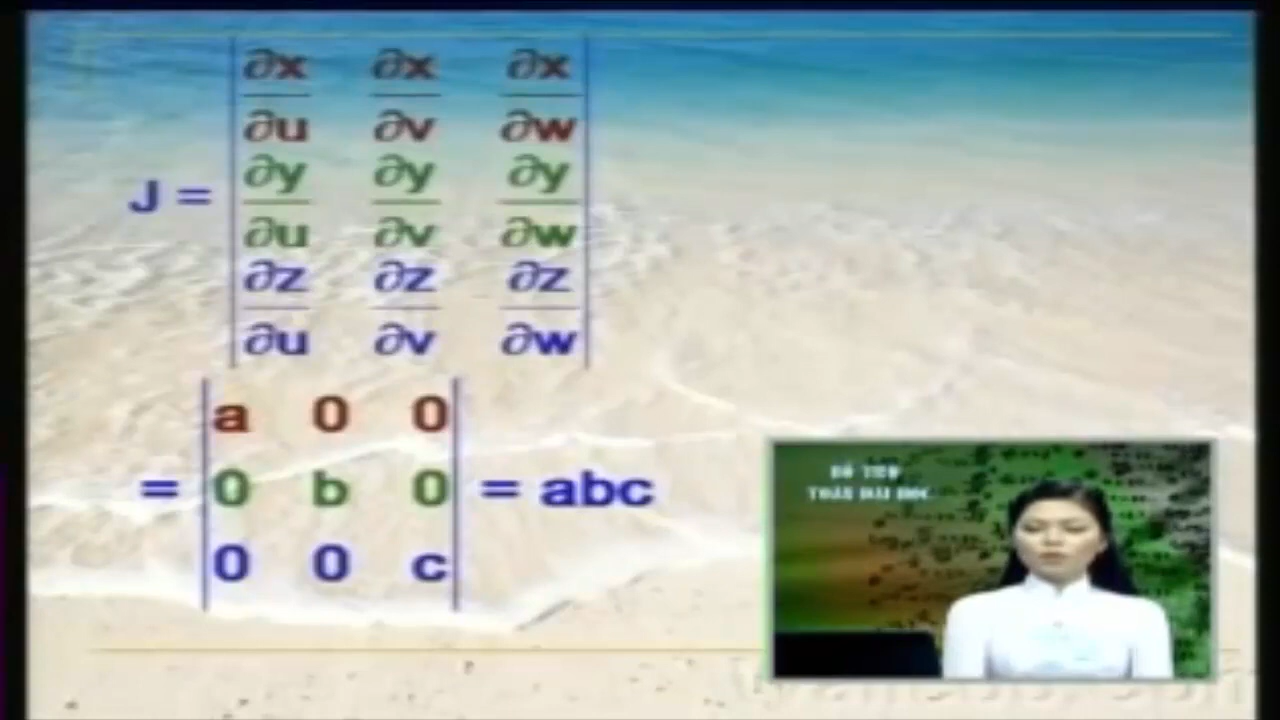 ∂x ∂x ∂x
∂u ∂v ∂w
∂y ∂y ∂y
J =
∂u ∂v ∂w
∂z ∂z ∂z
∂u ∂v ∂w
a 0 0
= 0 b 0 = abc
0 0 c